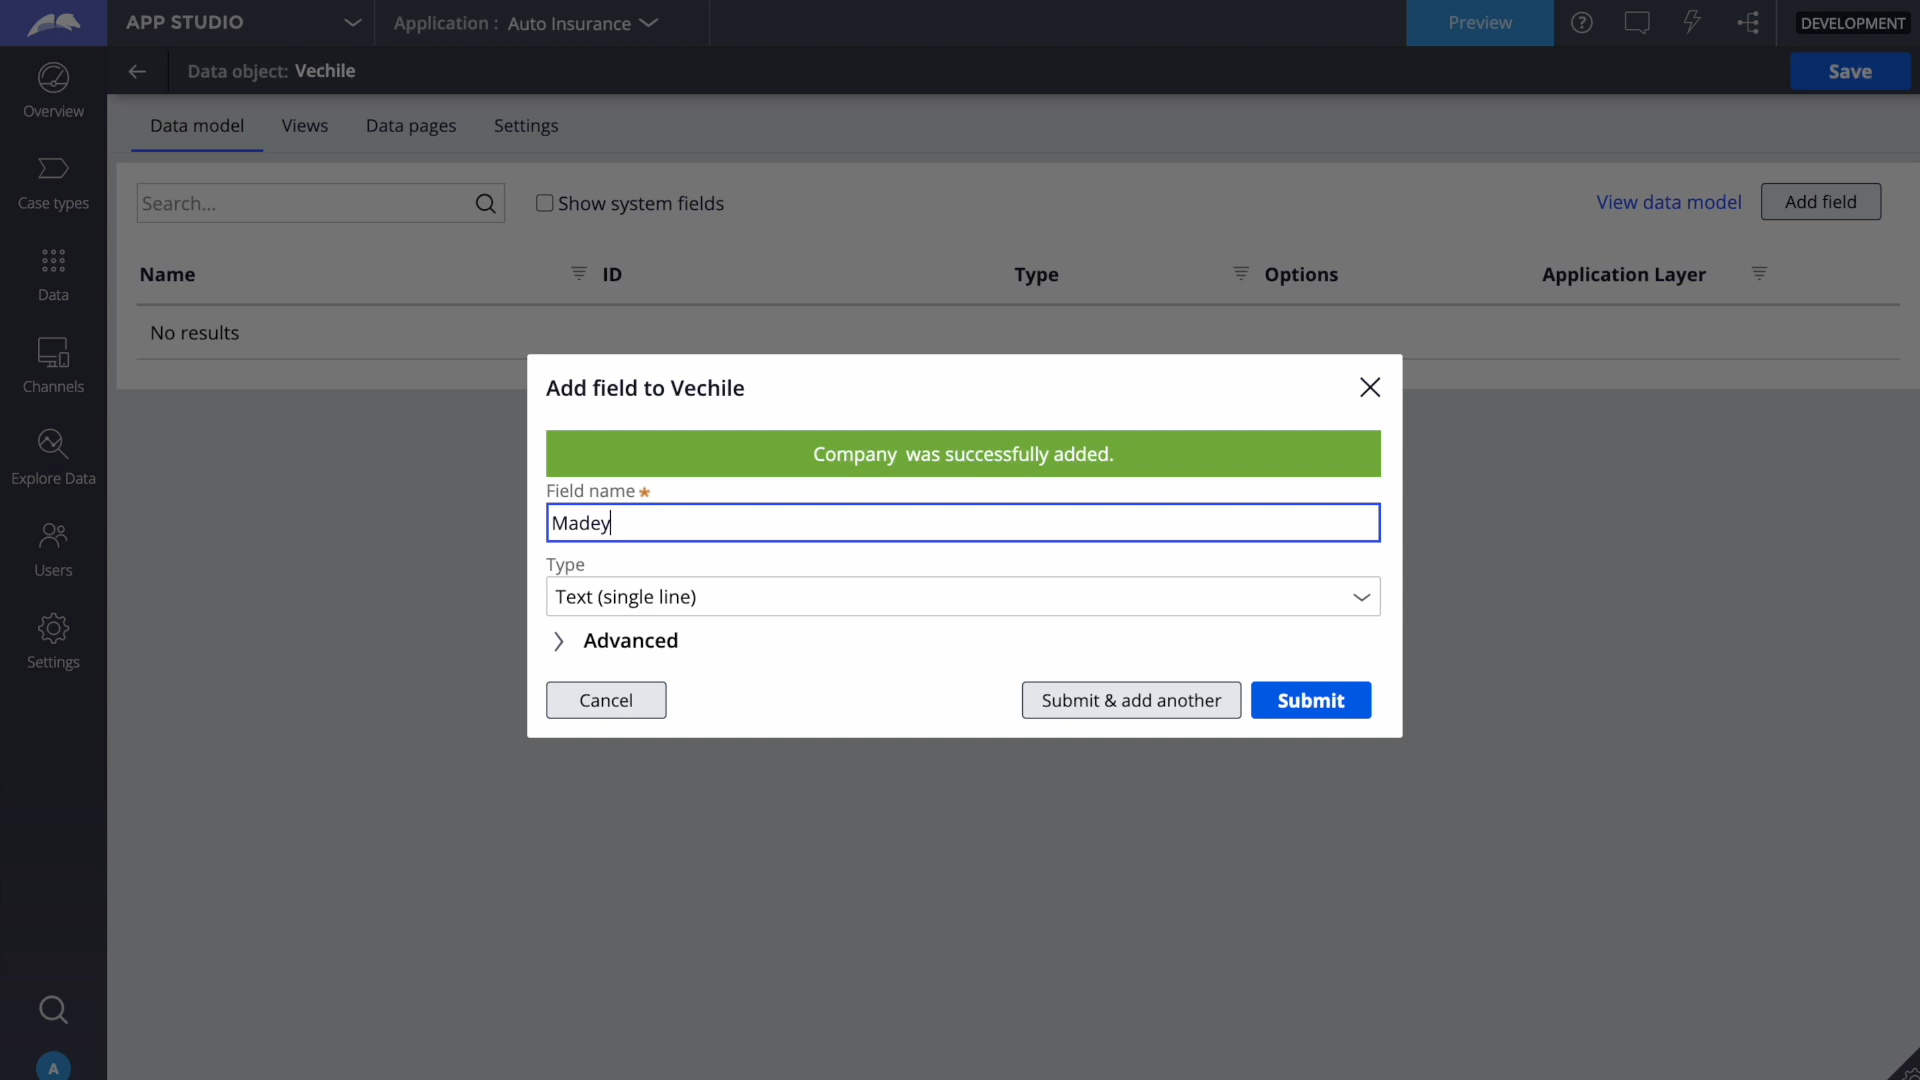 APP STUDIO
Application : Auto Insurance
Preview
DEVELOPMENT
Data object: Vechile
Save
Overview
Case types
Data
Channels
Explore Data
Users
Settings
A
Data model
Views
Data pages
Settings
Search...
Show system fields
View data model
Add field
Name
ID
Type
Options
Application Layer
No results
Add field to Vechile
Company was successfully added.
Field name *
Madey
Type
Text (single line)
Advanced
Cancel
Submit & add another
Submit